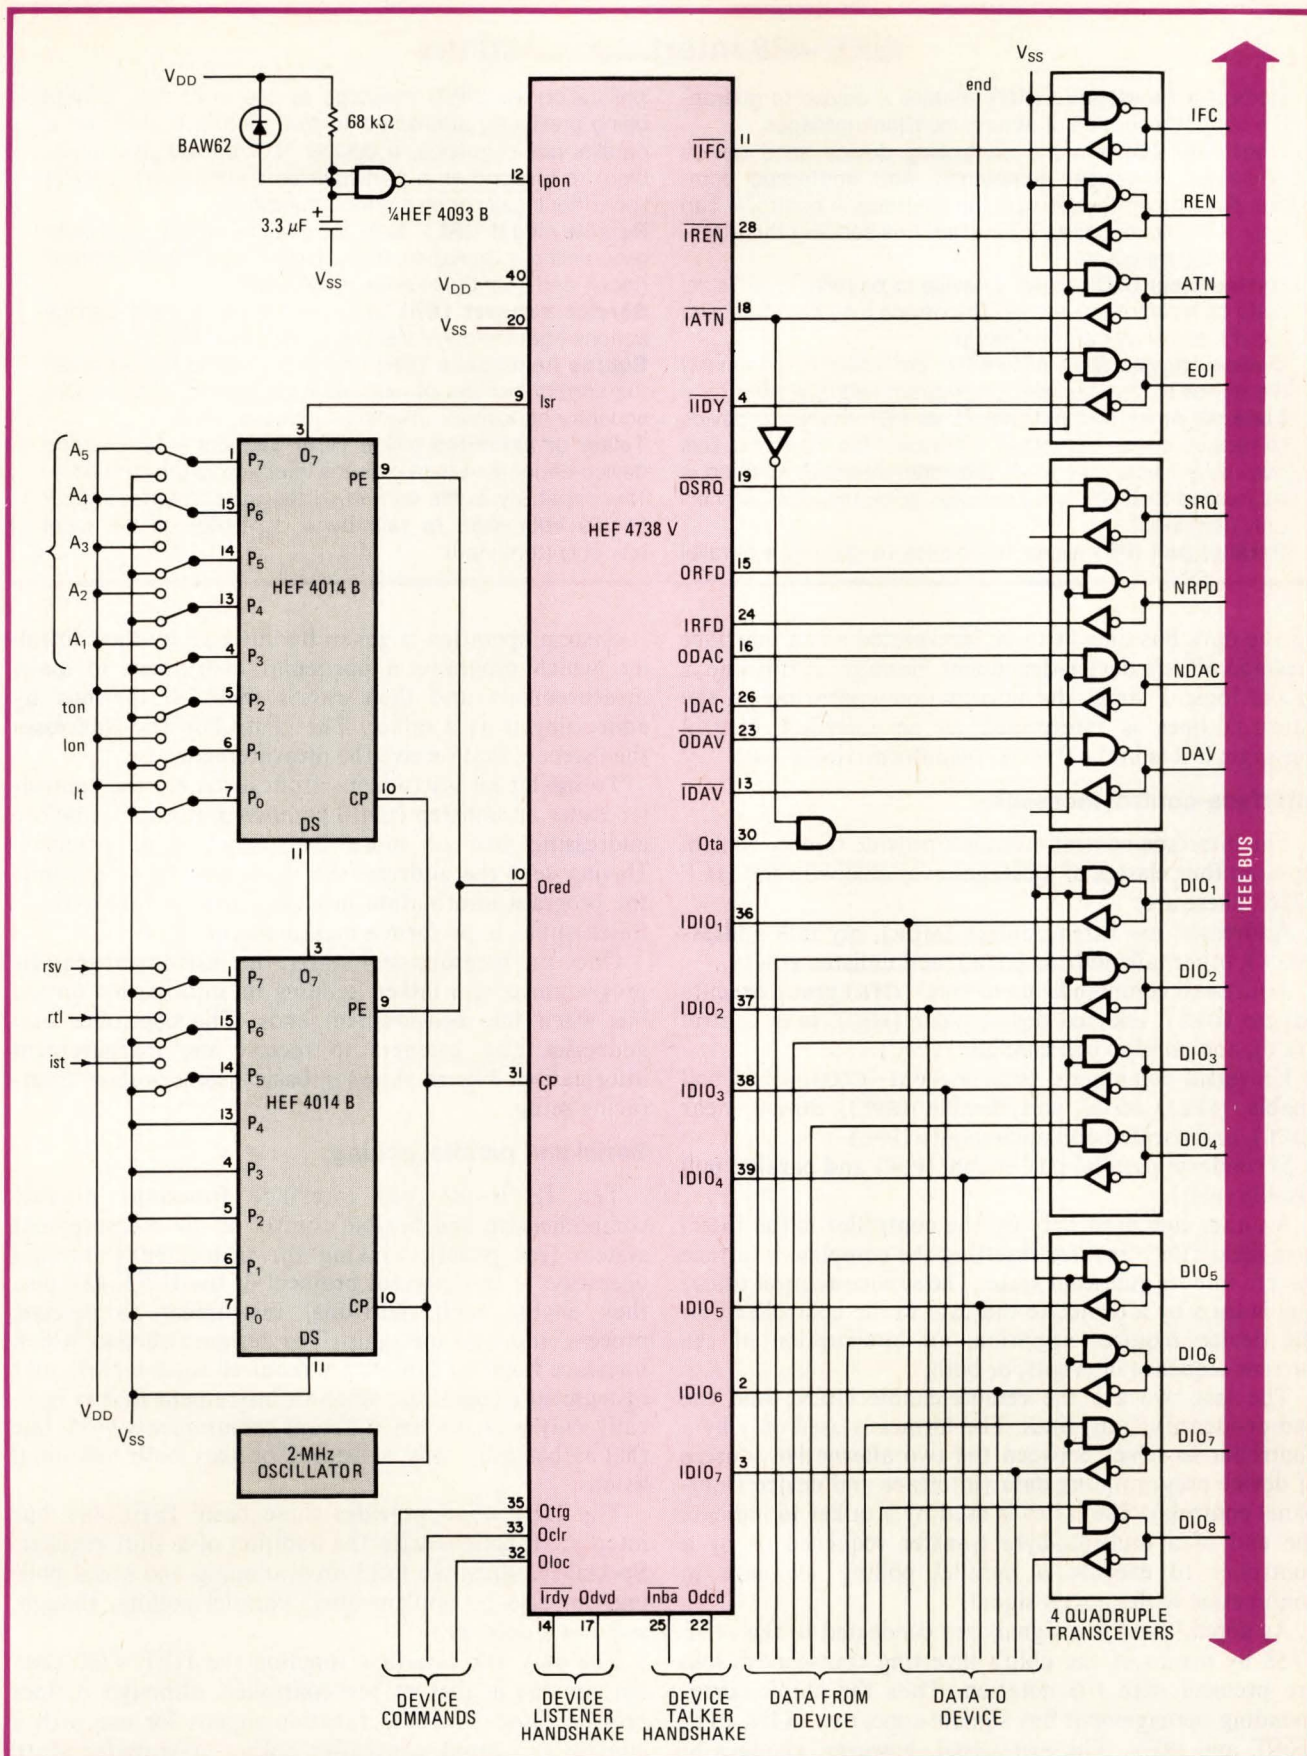 VDD
BAW62
68 kΩ
3.3 μF
+
VSS
¼HEF 4093 B
12 Ipon
VDD 40
VSS 20
9 Isr
HEF 4738 V
10 Ored
31 CP
35 Otrg
33 Oclr
32 Oloc
Irdy Odvd Inba Odcd
14 17 25 22
A5
A4
A3
A2
A1
ton
lon
lt
3
O7
1 P7
15 P6
14 P5
13 P4
4 P3
5 P2
6 P1
7 P0
PE 9
HEF 4014 B
CP 10
DS
11
rsv
rtl
ist
3
O7
1 P7
15 P6
14 P5
13 P4
4 P3
5 P2
6 P1
7 P0
PE 9
HEF 4014 B
CP 10
DS
11
VDD
VSS
2-MHz
OSCILLATOR
IIFC 11
IREN 28
IATN 18
IIDY 4
OSRQ 19
ORFD 15
IRFD 24
ODAC 16
IDAC 26
ODAV 23
IDAV 13
Ota 30
IDIO1 36
IDIO2 37
IDIO3 38
IDIO4 39
IDIO5 1
IDIO6 2
IDIO7 3
VSS
end
IFC
REN
ATN
EOI
SRQ
NRPD
NDAC
DAV
DIO1
DIO2
DIO3
DIO4
DIO5
DIO6
DIO7
DIO8
IEEE BUS
4 QUADRUPLE
TRANSCEIVERS
DEVICE
COMMANDS
DEVICE
LISTENER
HANDSHAKE
DEVICE
TALKER
HANDSHAKE
DATA FROM
DEVICE
DATA TO
DEVICE